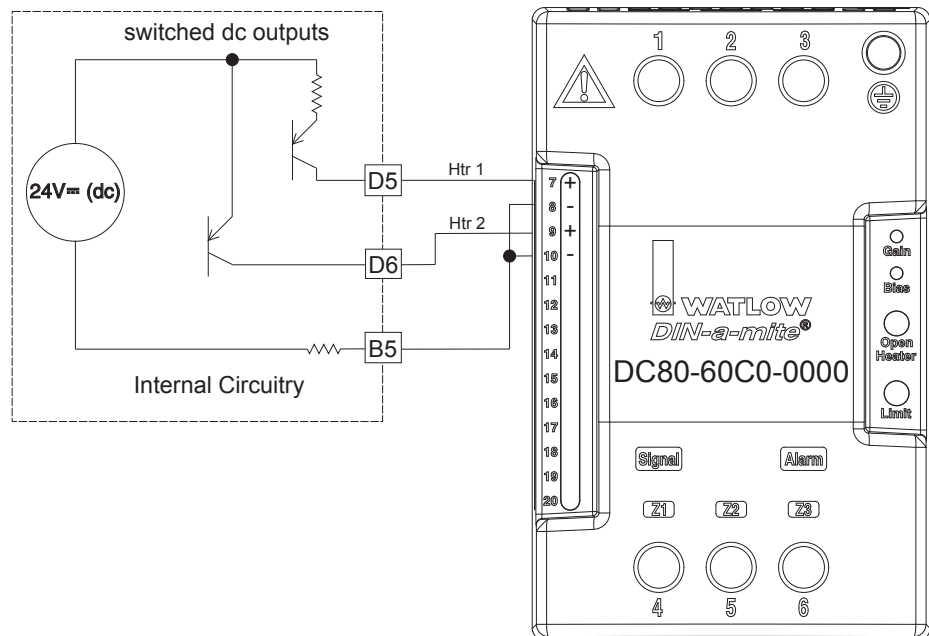 switched dc outputs
24V⎓ (dc)
D5
D6
B5
Internal Circuitry
Htr 1
Htr 2
1 2 3
7 +
8 -
9 +
10 -
11
12
13
14
15
16
17
18
19
20
Gain
Bias
Open
Heater
Limit
WATLOW
DIN-a-mite®
DC80-60C0-0000
Signal Alarm
Z1 Z2 Z3
4 5 6